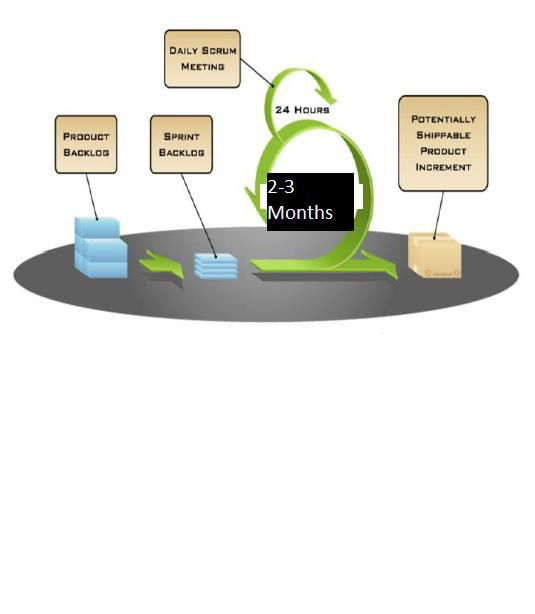 DAILY SCRUM
MEETING
24 HOURS
PRODUCT
BACKLOG
SPRINT
BACKLOG
POTENTIALLY
SHIPPABLE
PRODUCT
INCREMENT
2-3
Months